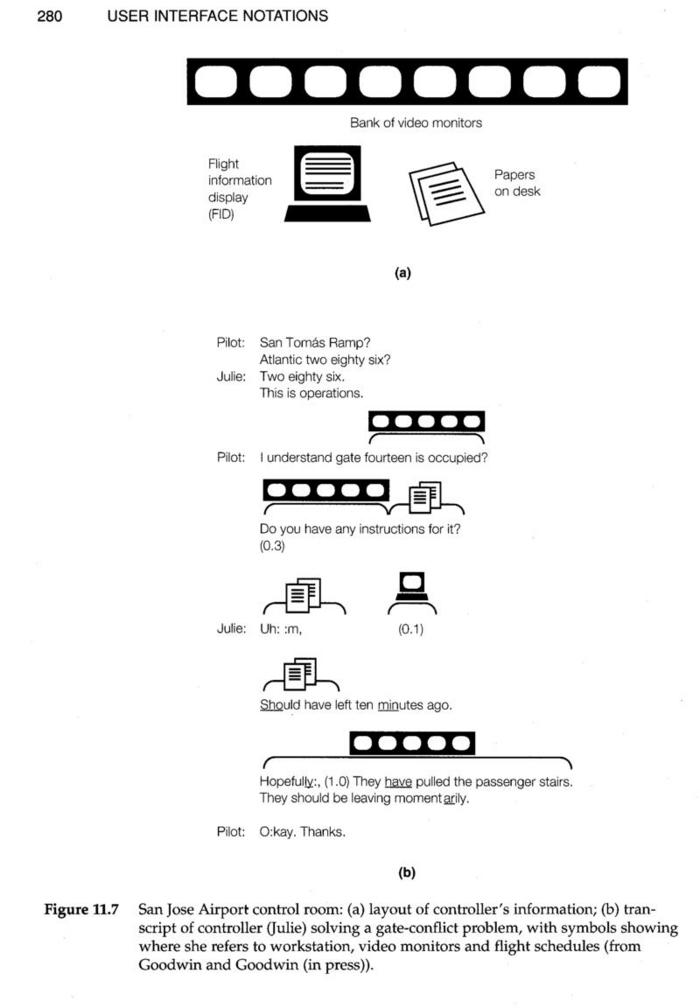 280 USER INTERFACE NOTATIONS
Bank of video monitors
Flight
information
display
(FID)
Papers
on desk
(a)
Pilot: San Tomás Ramp?
Atlantic two eighty six?
Julie: Two eighty six.
This is operations.
Pilot: I understand gate fourteen is occupied?
Do you have any instructions for it?
(0.3)
Julie: Uh: :m, (0.1)
Should have left ten minutes ago.
Hopefully:, (1.0) They have pulled the passenger stairs.
They should be leaving momentarily.
Pilot: O:kay. Thanks.
(b)
Figure 11.7 San Jose Airport control room: (a) layout of controller's information; (b) tran-
script of controller (Julie) solving a gate-conflict problem, with symbols showing
where she refers to workstation, video monitors and flight schedules (from
Goodwin and Goodwin (in press)).